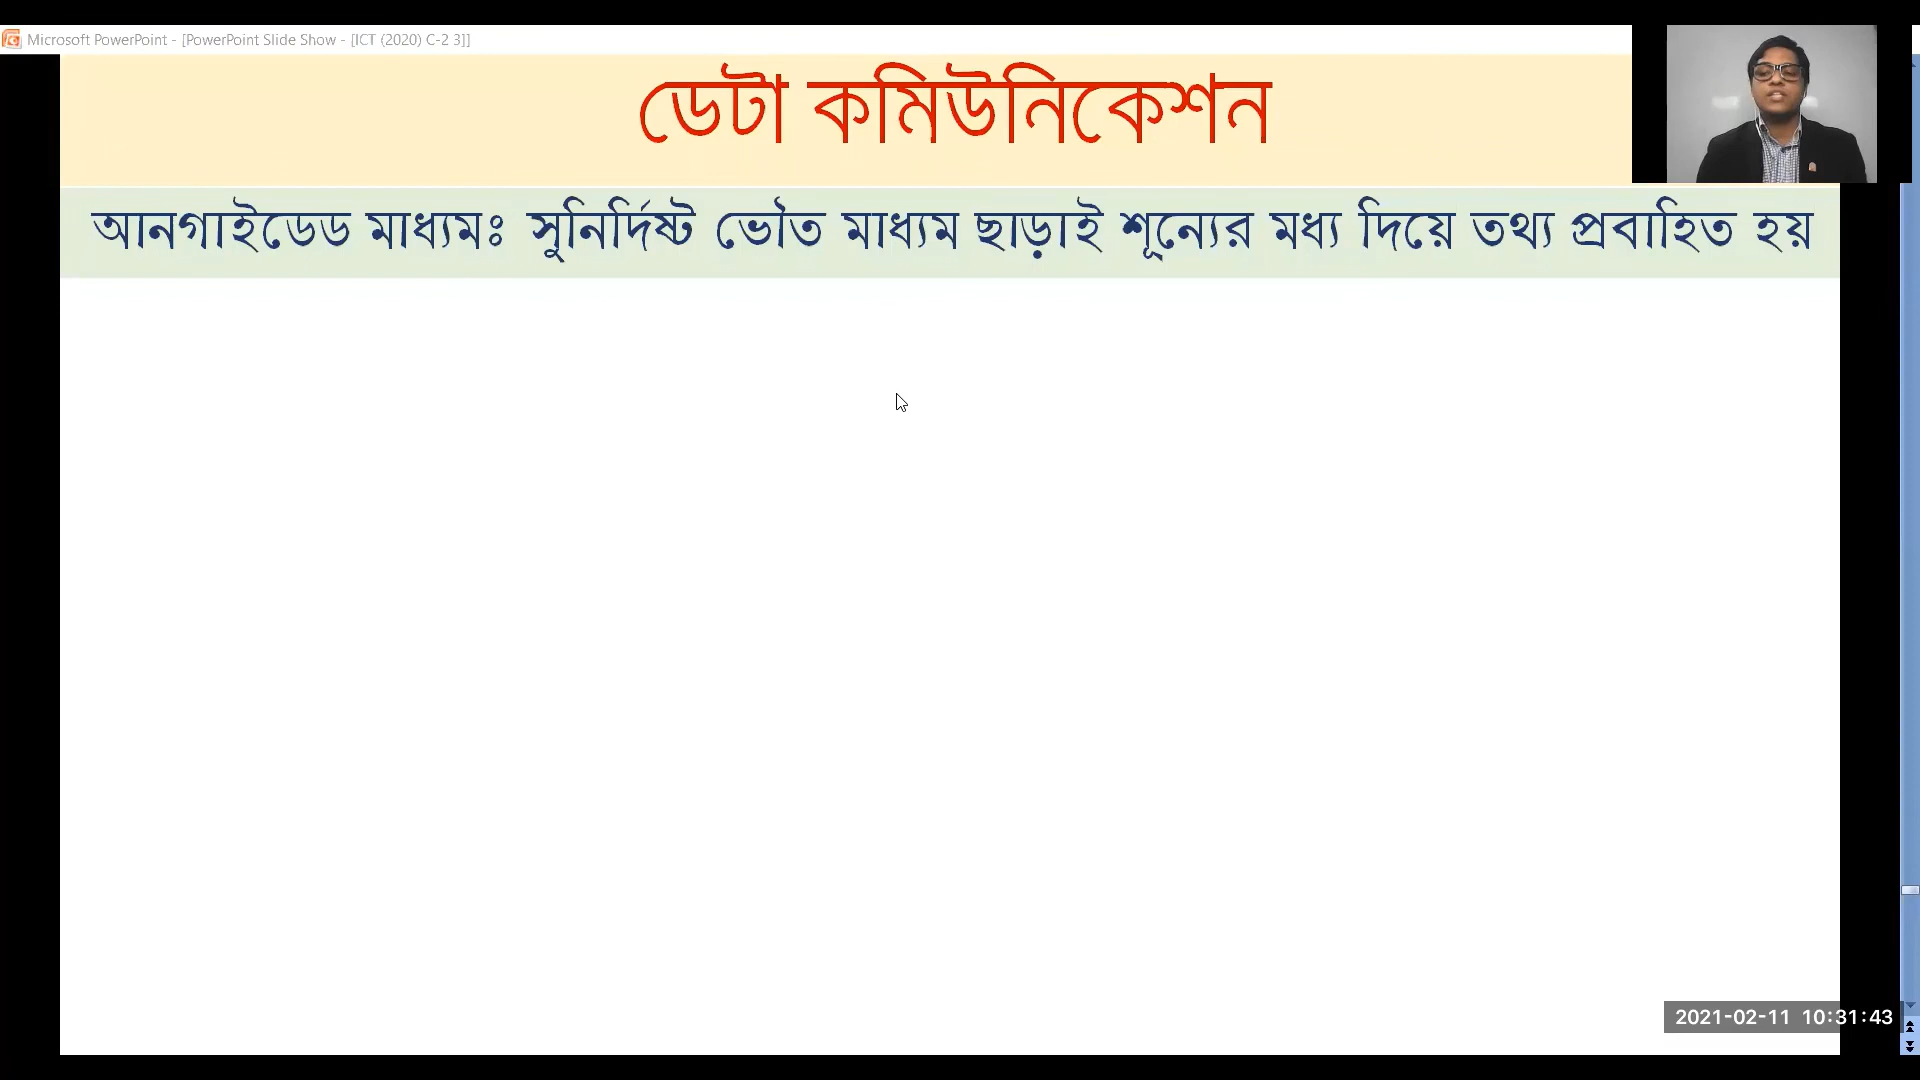 Microsoft PowerPoint - [PowerPoint Slide Show - [ICT (2020) C-2 3]]
ডেটা কমিউনিকেশন
আনগাইডেড মাধ্যমঃ সুনির্দিষ্ট ভৌত মাধ্যম ছাড়াই শূন্যের মধ্য দিয়ে তথ্য প্রবাহিত হয়
2021-02-11 10:31:43